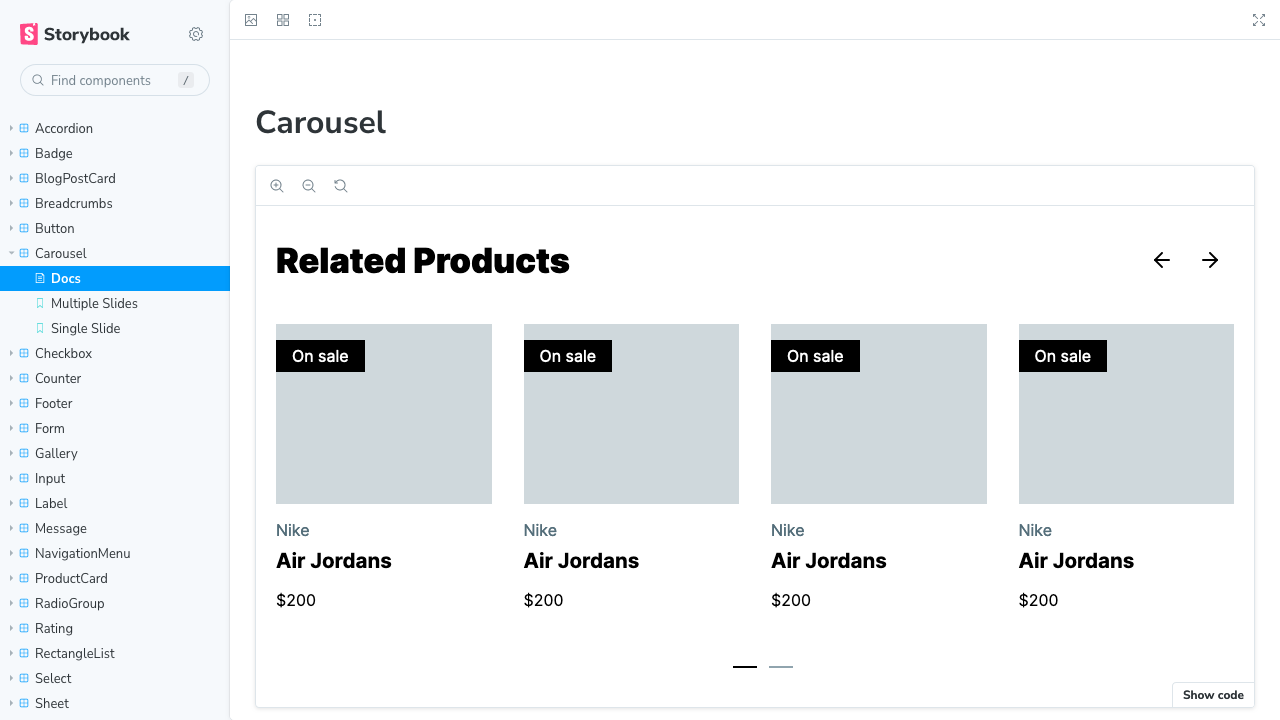 Storybook
Find components /
Accordion
Badge
BlogPostCard
Breadcrumbs
Button
Carousel
Docs
Multiple Slides
Single Slide
Checkbox
Counter
Footer
Form
Gallery
Input
Label
Message
NavigationMenu
ProductCard
RadioGroup
Rating
RectangleList
Select
Sheet
Carousel
Related Products
On sale On sale On sale On sale
Nike Nike Nike Nike
Air Jordans Air Jordans Air Jordans Air Jordans
$200 $200 $200 $200
Show code